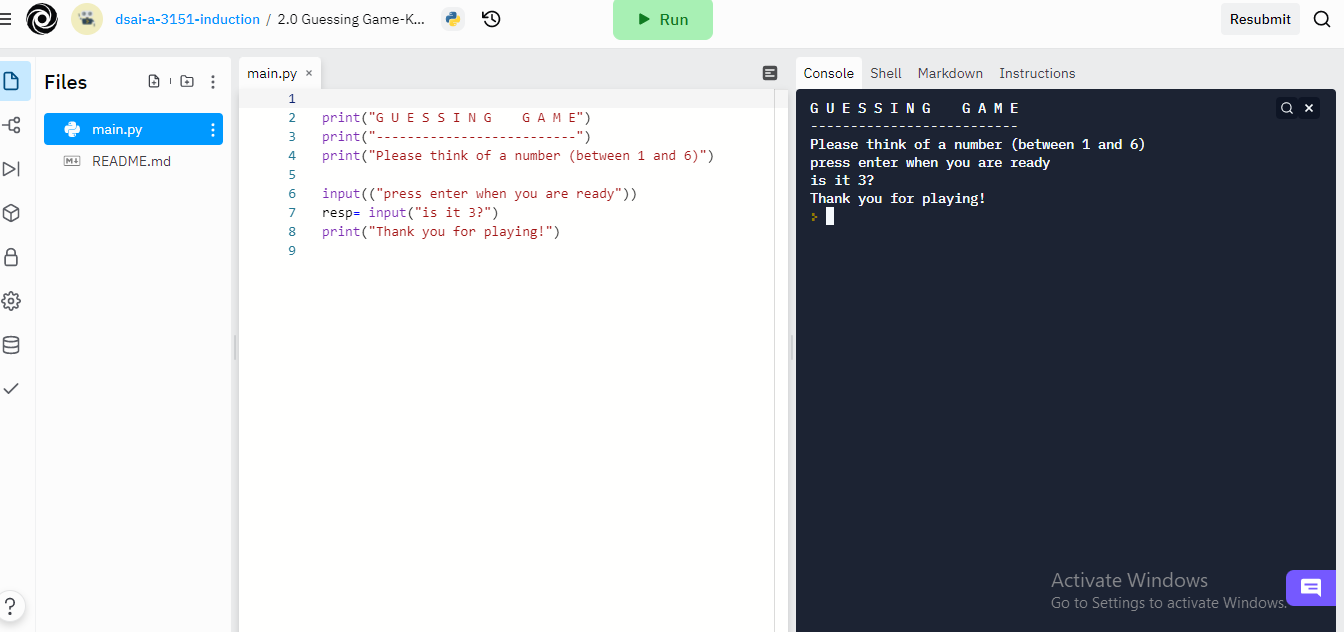 dsai-a-3151-induction / 2.0 Guessing Game-K...
Run
Resubmit
Files
main.py
README.md
main.py ×
1
2 print("G U E S S I N G    G A M E")
3 print("--------------------------")
4 print("Please think of a number (between 1 and 6)")
5
6 input(("press enter when you are ready"))
7 resp= input("is it 3?")
8 print("Thank you for playing!")
9
Console Shell Markdown Instructions
G U E S S I N G    G A M E
--------------------------
Please think of a number (between 1 and 6)
press enter when you are ready
is it 3?
Thank you for playing!
>
Activate Windows
Go to Settings to activate Windows.
?